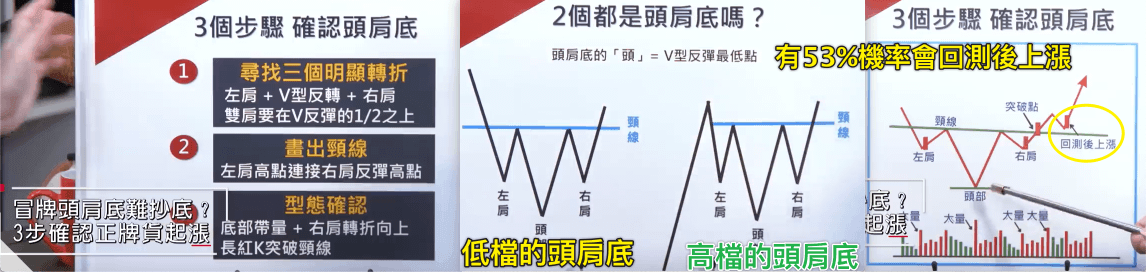 3個步驟 確認頭肩底
1
尋找三個明顯轉折
左肩 + V型反轉 + 右肩
雙肩要在V反彈的1/2之上
2
畫出頸線
左肩高點連接右肩反彈高點
型態確認
底部帶量 + 右肩轉折向上
長紅K突破頸線
冒牌頭肩底難抄底？
3步確認正牌貨起漲
2個都是頭肩底嗎？
頭肩底的「頭」= V型反彈最低點
頸線
左肩
右肩
頭
低檔的頭肩底
頸線
左肩
右肩
頭
高檔的頭肩底
3個步驟 確認頭肩底
有53%機率會回測後上漲
突破點
頸線
左肩
右肩
回測後上漲
頭部
底？
起漲
大量
大量
大量